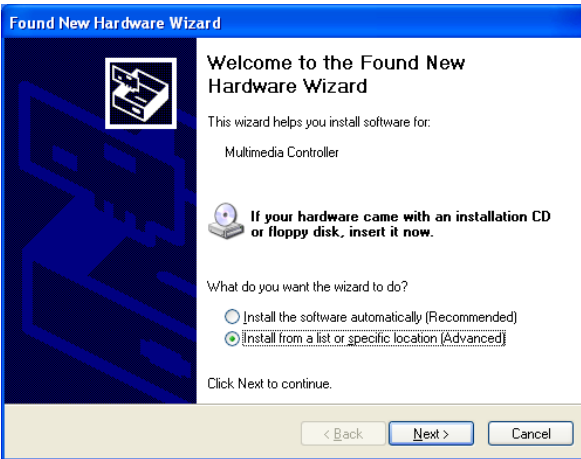 Found New Hardware Wizard
Welcome to the Found New
Hardware Wizard
This wizard helps you install software for:
Multimedia Controller
If your hardware came with an installation CD
or floppy disk, insert it now.
What do you want the wizard to do?
Install the software automatically (Recommended)
Install from a list or specific location (Advanced)
Click Next to continue.
< Back Next > Cancel